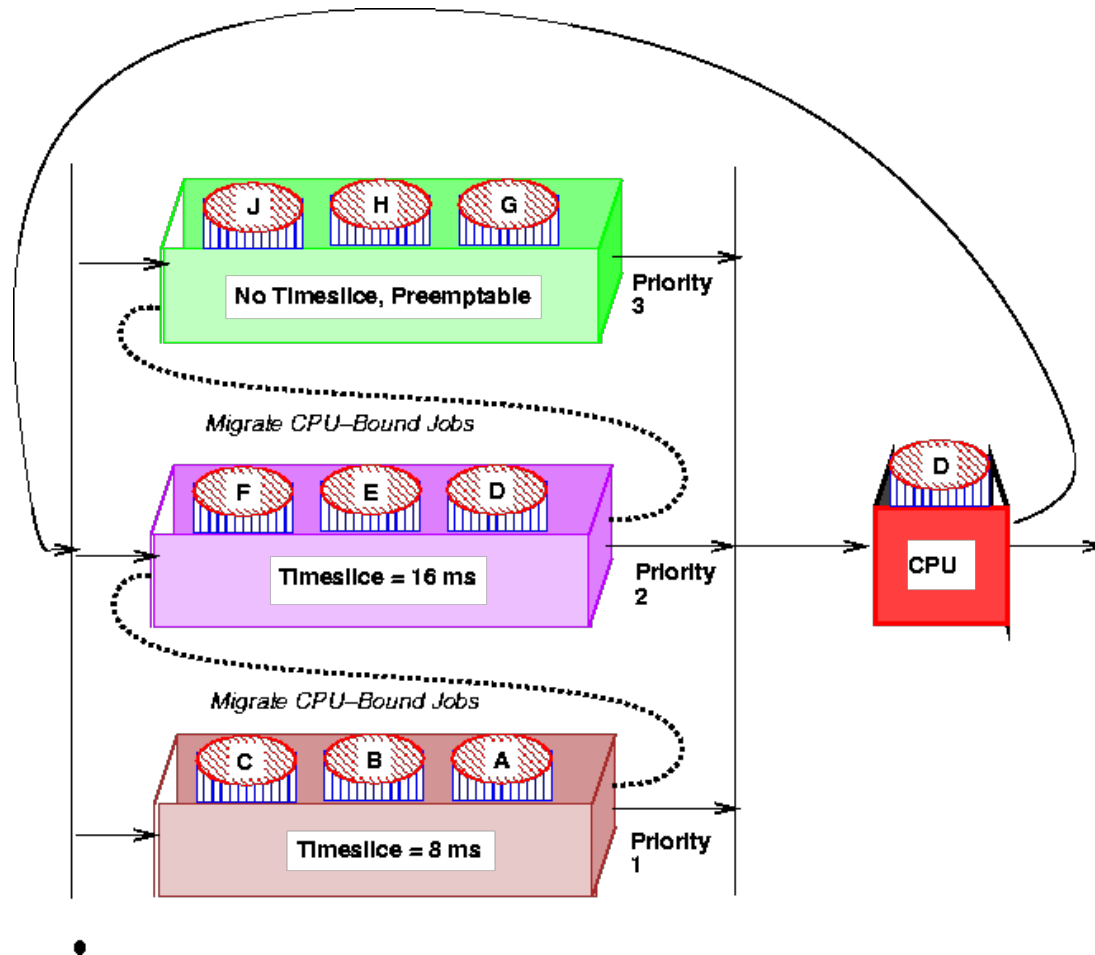 J H G
No Timeslice, Preemptable
Priority
3
Migrate CPU–Bound Jobs
F E D
D
Timeslice = 16 ms
CPU
Priority
2
Migrate CPU–Bound Jobs
C B A
Timeslice = 8 ms
Priority
1